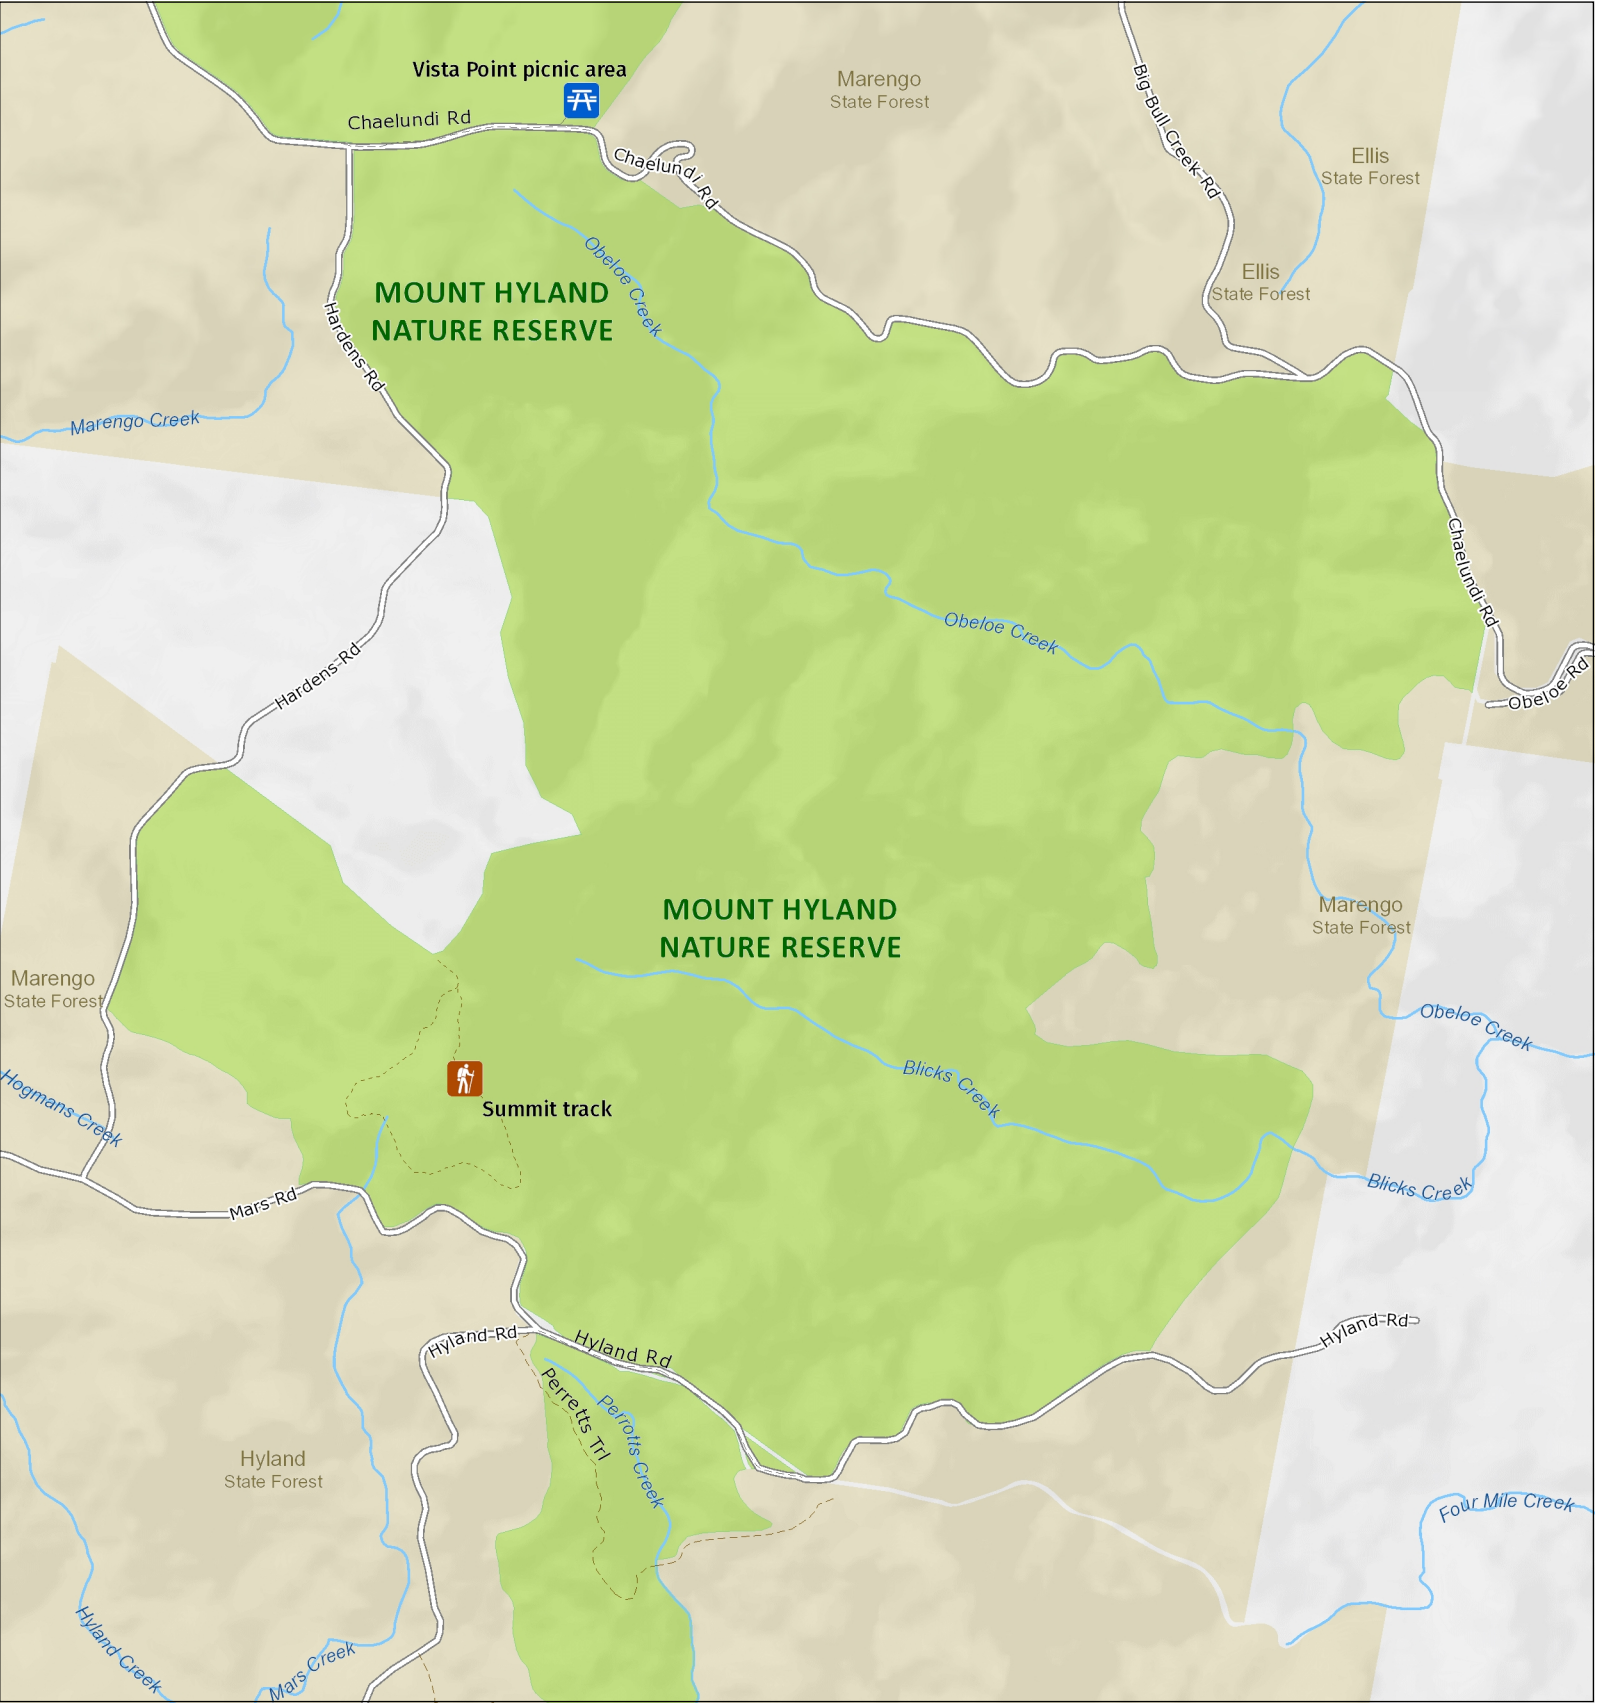 Vista Point picnic area
Marengo
State Forest
Chaelundi Rd
Big Bull Creek Rd
Ellis
State Forest
Chaelundi Rd
Obeloe Creek
Ellis
State Forest
MOUNT HYLAND
NATURE RESERVE
Hardens Rd
Marengo Creek
Chaelundi Rd
Obeloe Creek
Hardens Rd
Obeloe Rd
MOUNT HYLAND
NATURE RESERVE
Marengo
State Forest
Marengo
State Forest
Obeloe Creek
Blicks Creek
Hogmans Creek
Summit track
Blicks Creek
Mars Rd
Hyland Rd
Hyland Rd
Hyland Rd
Perretts Trl
Perrotts Creek
Hyland
State Forest
Four Mile Creek
Hyland Creek
Mars Creek